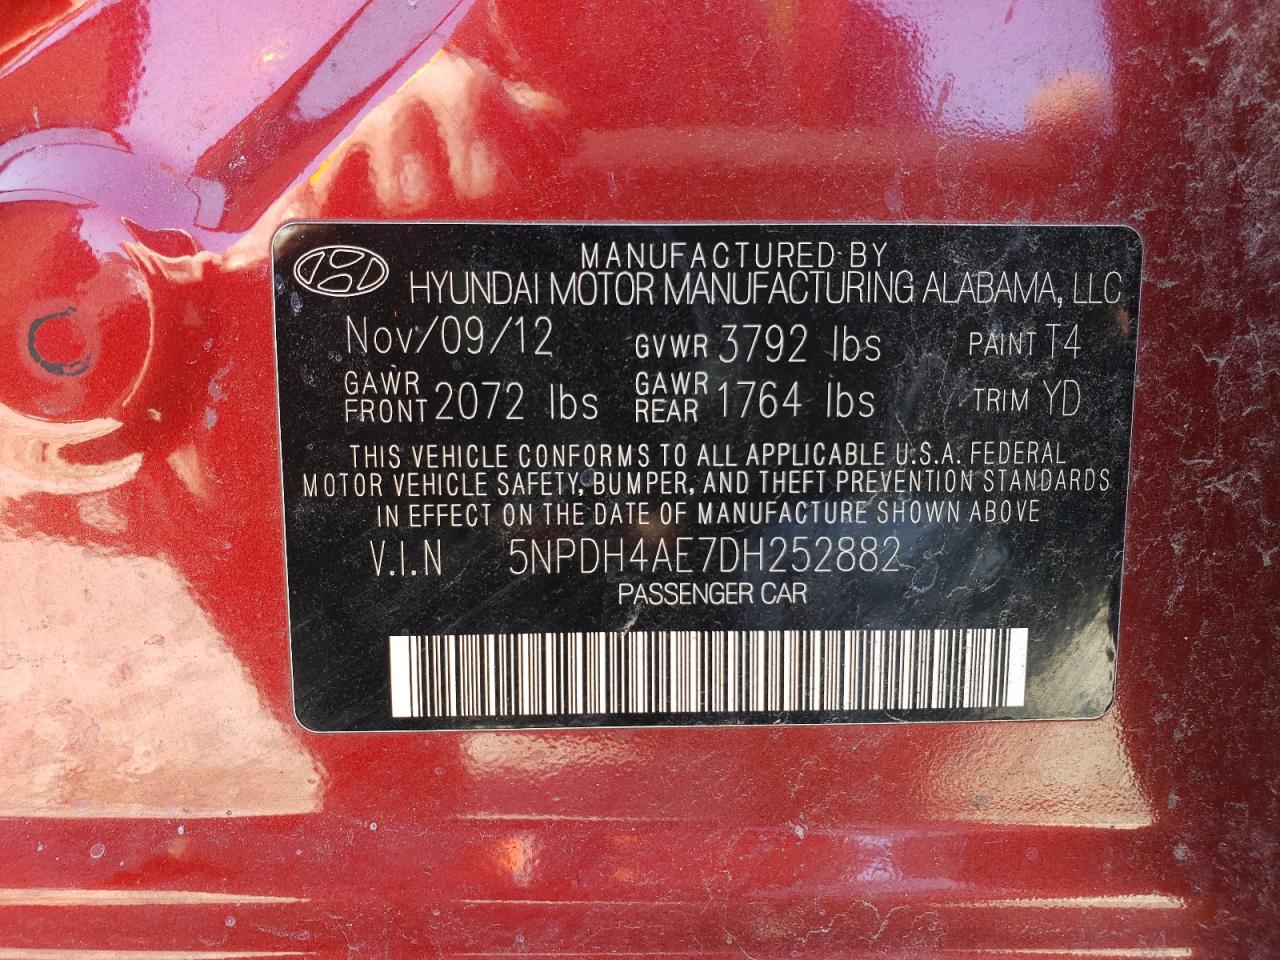 MANUFACTURED BY
HYUNDAI MOTOR MANUFACTURING ALABAMA, LLC
Nov/09/12 GVWR 3792 lbs PAINT T4
GAWR FRONT 2072 lbs GAWR REAR 1764 lbs TRIM YD
THIS VEHICLE CONFORMS TO ALL APPLICABLE U.S.A. FEDERAL
MOTOR VEHICLE SAFETY, BUMPER, AND THEFT PREVENTION STANDARDS
IN EFFECT ON THE DATE OF MANUFACTURE SHOWN ABOVE
V.I.N 5NPDH4AE7DH252882
PASSENGER CAR